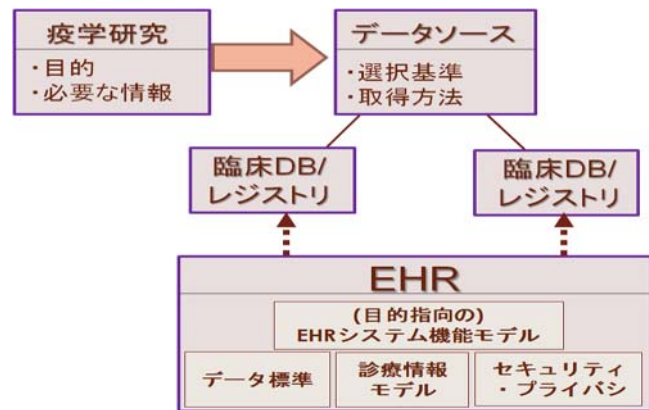 疫学研究
・目的
・必要な情報
データソース
・選択基準
・取得方法
臨床DB/
レジストリ
臨床DB/
レジストリ
EHR
(目的指向の)
EHRシステム機能モデル
データ標準
診療情報
モデル
セキュリティ
・プライバシ